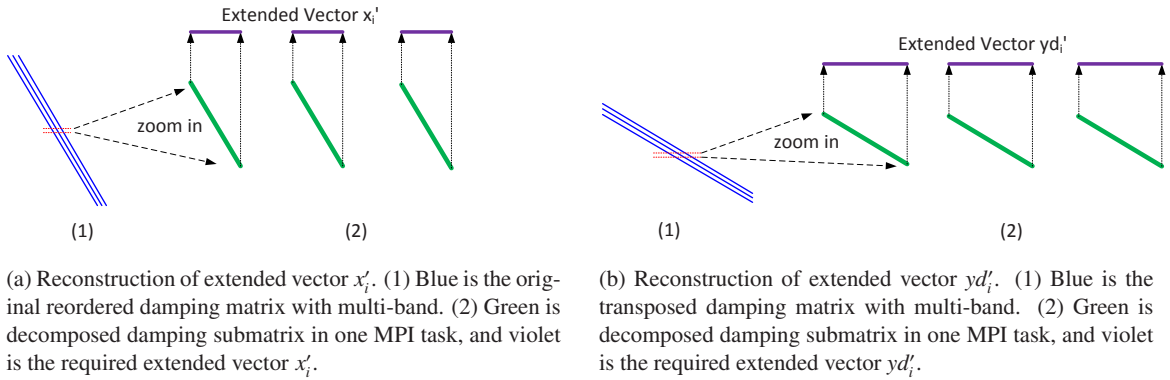 Extended Vector xi'
zoom in
(1)
(2)
(a) Reconstruction of extended vector x′i. (1) Blue is the orig-
inal reordered damping matrix with multi-band. (2) Green is
decomposed damping submatrix in one MPI task, and violet
is the required extended vector x′i.
Extended Vector ydi'
zoom in
(1)
(2)
(b) Reconstruction of extended vector yd′i. (1) Blue is the
transposed damping matrix with multi-band. (2) Green is
decomposed damping submatrix in one MPI task, and violet
is the required extended vector yd′i.